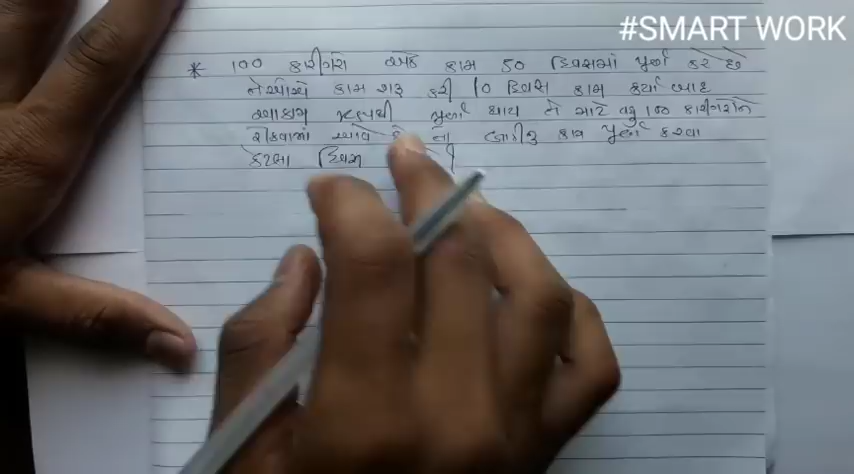 #SMART WORK
* 100 કારીગરો એક કામ 50 દિવસમાં પૂર્ણ કરે છે
તેઓએ કામ શરૂ કરી 10 દિવસ કામ કર્યા બાદ
આ કામ ઝડપથી પૂર્ણ થાય તે માટે વધુ 100 કારીગરોને
રોકવામાં આવે તો બાકીનું કામ પૂર્ણ કરવા
કેટલા દિવસ